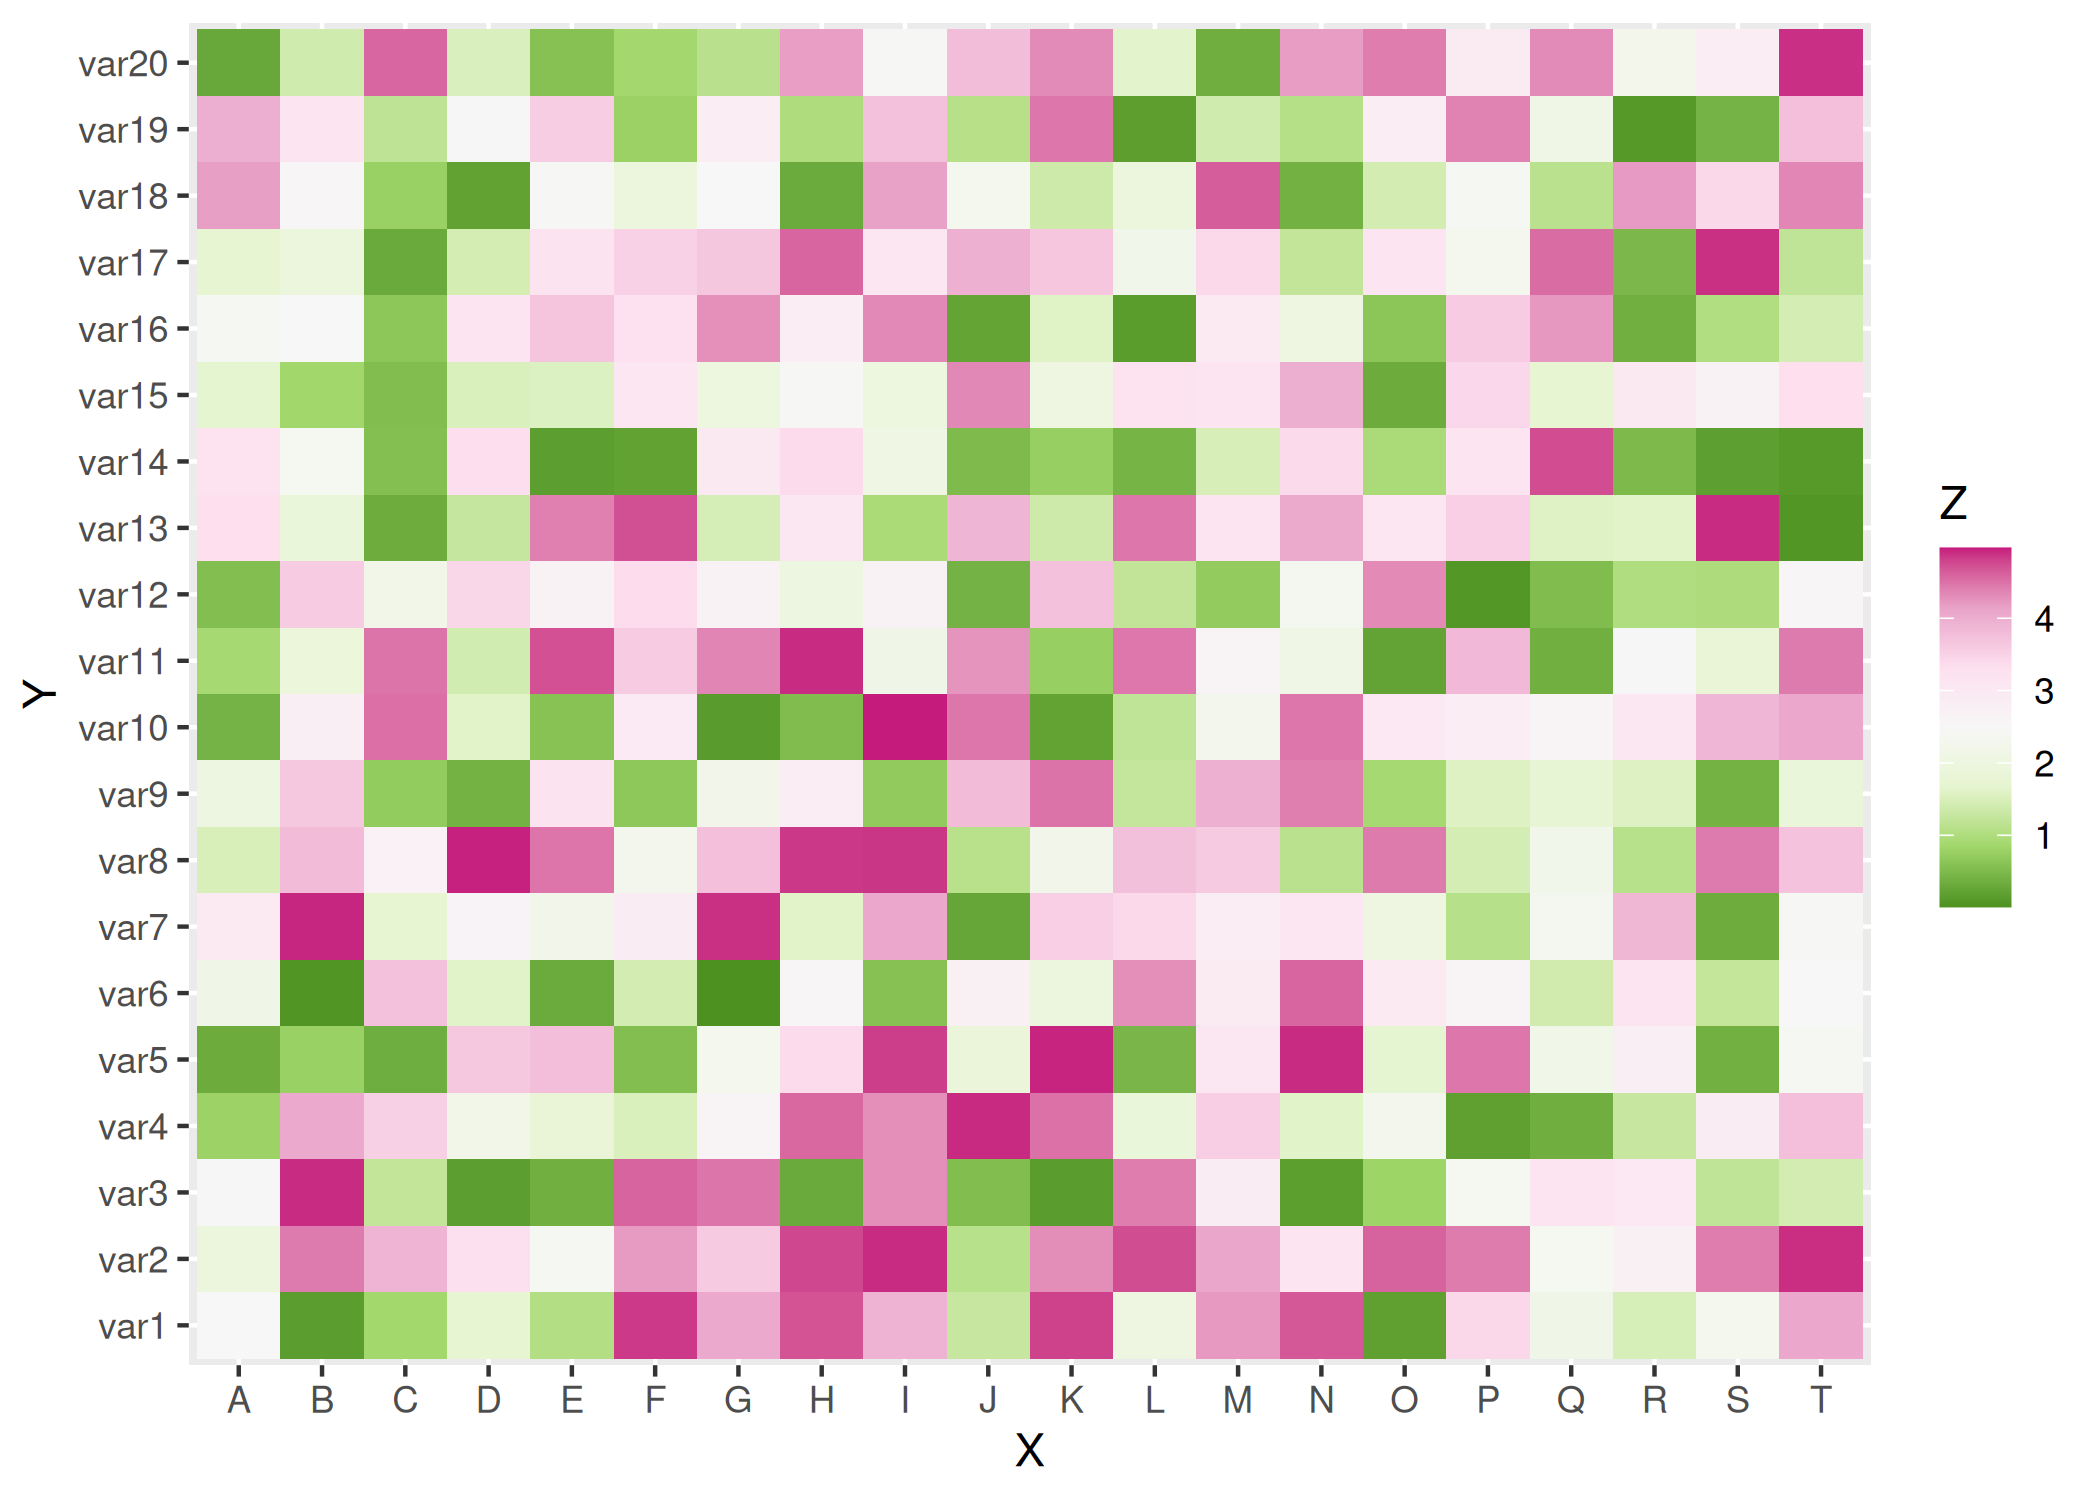 var20
var19
var18
var17
var16
var15
var14
var13
var12
var11
var10
var9
var8
var7
var6
var5
var4
var3
var2
var1
Y
A B C D E F G H I J K L M N O P Q R S T
X
Z
4
3
2
1